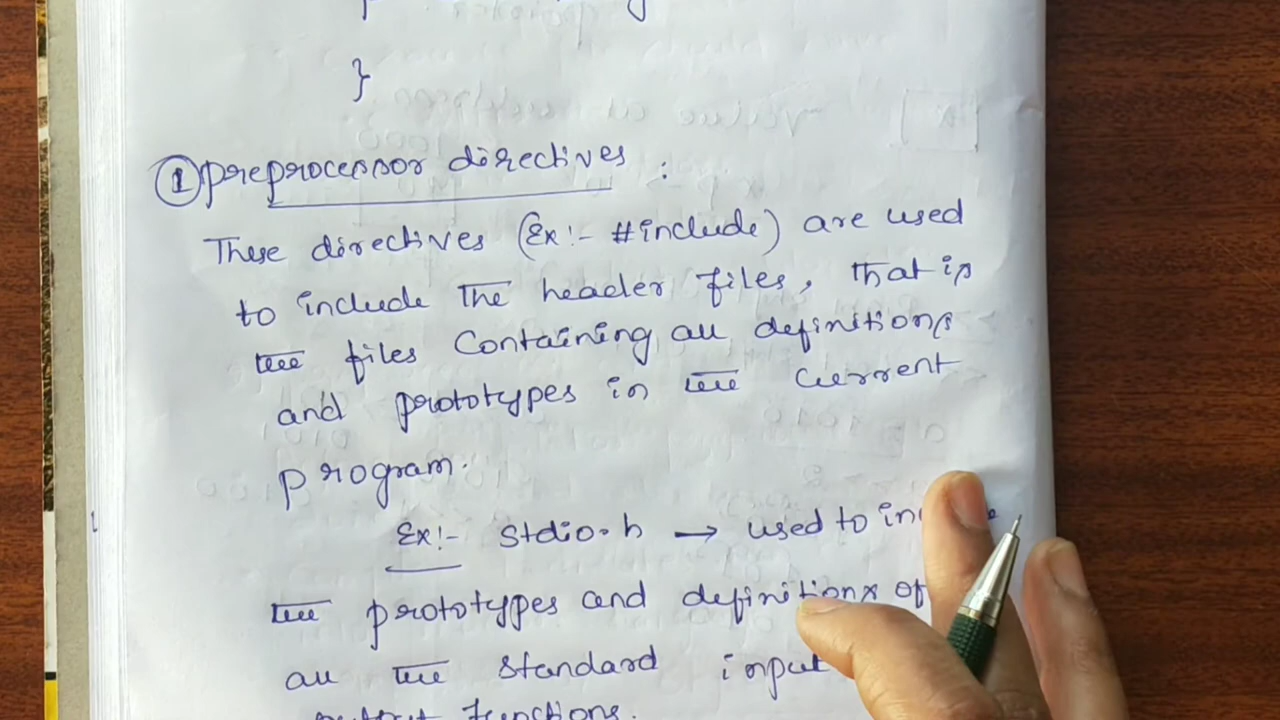 }
① preprocessor directives :
These directives (Ex:- #include) are used
to include the header files, that is
the files containing all definitions
and prototypes in the current
program.
Ex:- Stdio.h → used to
the prototypes and definitions of
all the standard input
output functions.